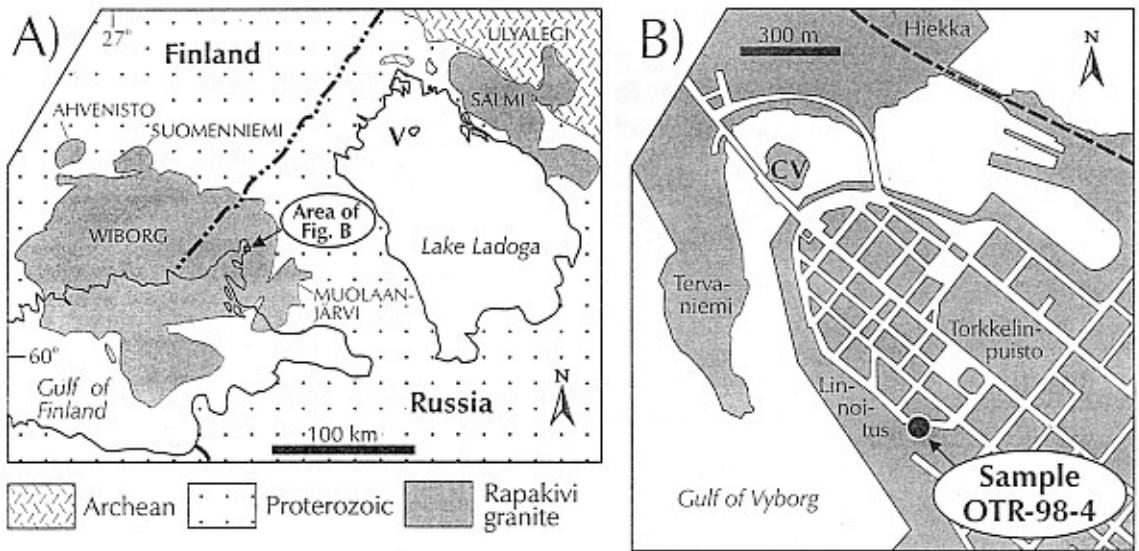 A)
27°
Finland
ULYALEGI
SALMI
AHVENISTO
SUOMENNIEMI
V
WIBORG
Area of
Fig. B
Lake Ladoga
MUOLAAN-
JÄRVI
60°
Gulf of
Finland
N
Russia
100 km
Archean
Proterozoic
Rapakivi
granite
B)
300 m
Hiekka
N
CV
Terva-
niemi
Torkkelin-
puisto
Lin-
noi-
tus
Gulf of Vyborg
Sample
OTR-98-4